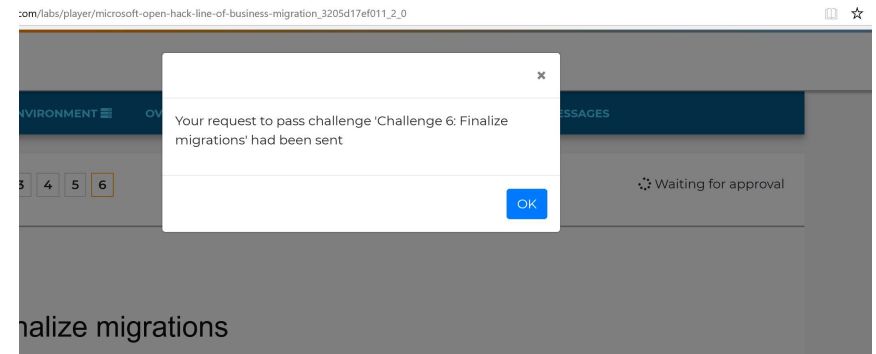 com/labs/player/microsoft-open-hack-line-of-business-migration_3205d17ef011_2_0
×
NVIRONMENT OV ESSAGES
Your request to pass challenge 'Challenge 6: Finalize
migrations' had been sent
3 4 5 6 Waiting for approval
OK
nalize migrations